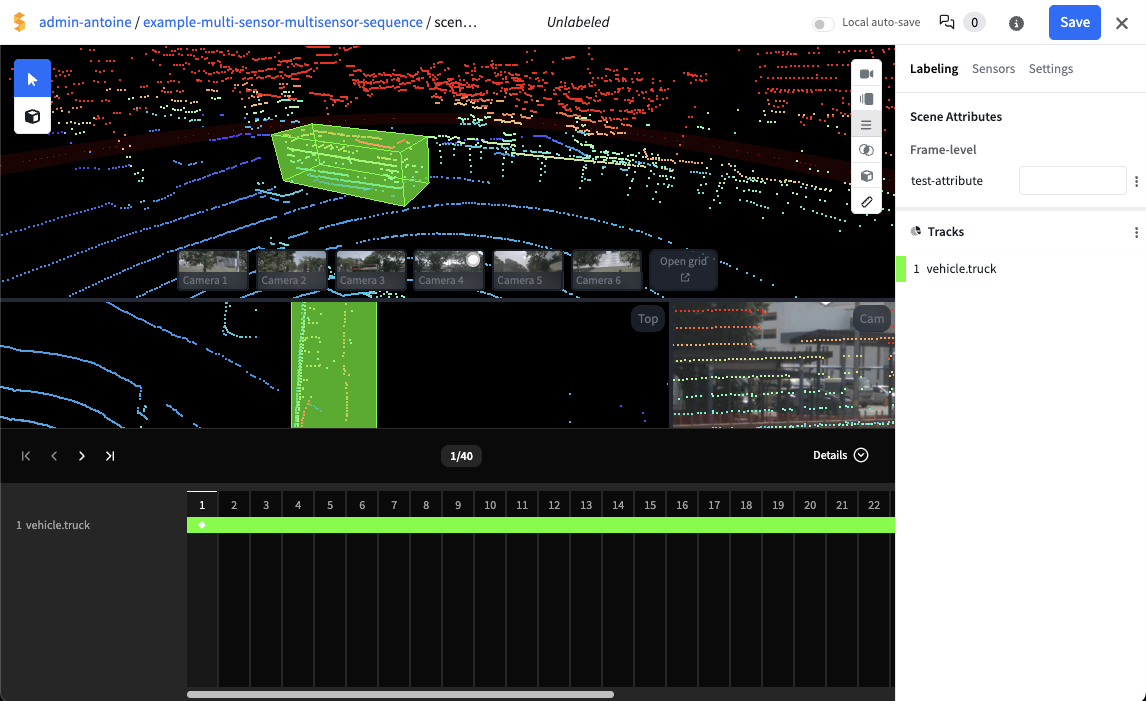 admin-antoine / example-multi-sensor-multisensor-sequence / scen...
Unlabeled
Local auto-save
0
Save
Labeling Sensors Settings
Scene Attributes
Frame-level
test-attribute
Tracks
1 vehicle.truck
Camera 1
Camera 2
Camera 3
Camera 4
Camera 5
Camera 6
Open grid
Top
Cam
1/40
Details
1 2 3 4 5 6 7 8 9 10 11 12 13 14 15 16 17 18 19 20 21 22
1 vehicle.truck